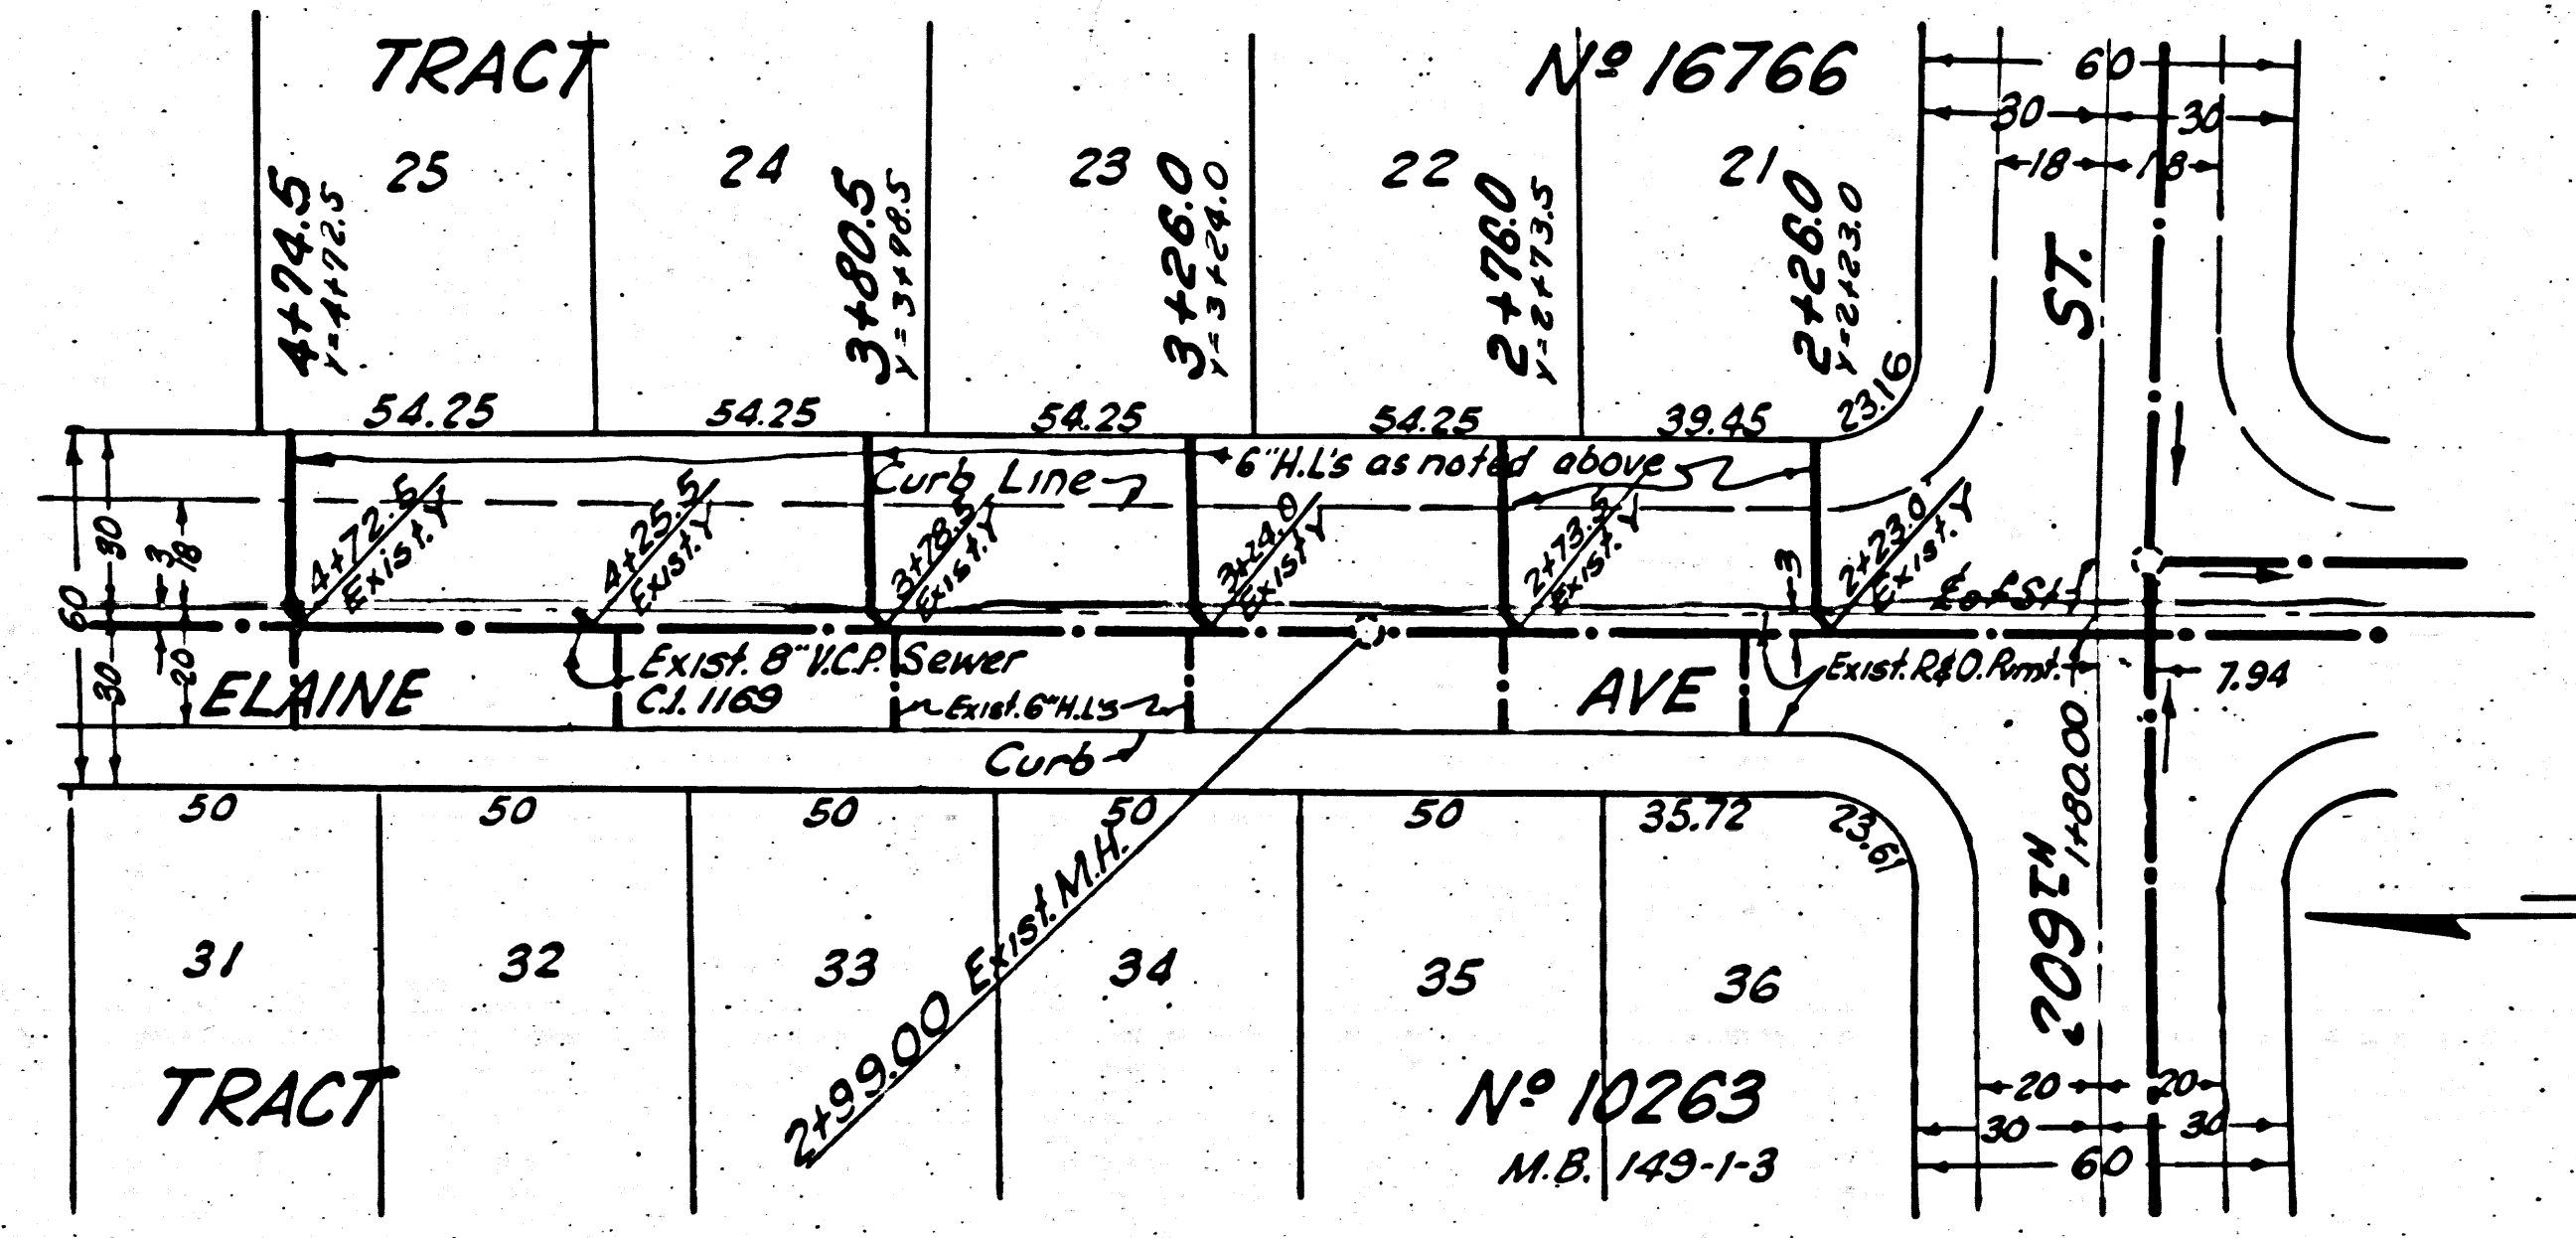 TRACT
Nº 16766
60
30 30
18 18
25
24
23
22
21
4+74.5
Y=4+72.5
3+80.5
Y=3+78.5
3+26.0
Y=3+24.0
2+76.0
Y=2+73.5
2+26.0
Y=2+23.0
ST.
54.25
54.25
54.25
54.25
39.45
23.16
6"H.L's as noted above
Curb Line
4+72.5
Exist. Y
4+25.5
Exist. Y
3+78.5
Exist. Y
3+24.0
Exist Y
2+73.5
Exist. Y
2+23.0
Exist. Y
30
3
18
60
30
20
3
℄ of St.
ELAINE
AVE
Exist. 8" V.C.P. Sewer
C.I. 1169
Exist. 6" H.L's
Exist. R&O. Pvmt.
7.94
1+80.00
Curb
50
50
50
50
50
35.72
23.61
2+99.00 Exist. M.H.
31
32
33
34
35
36
209TH
TRACT
Nº 10263
M.B. 149-1-3
20 20
30 30
60